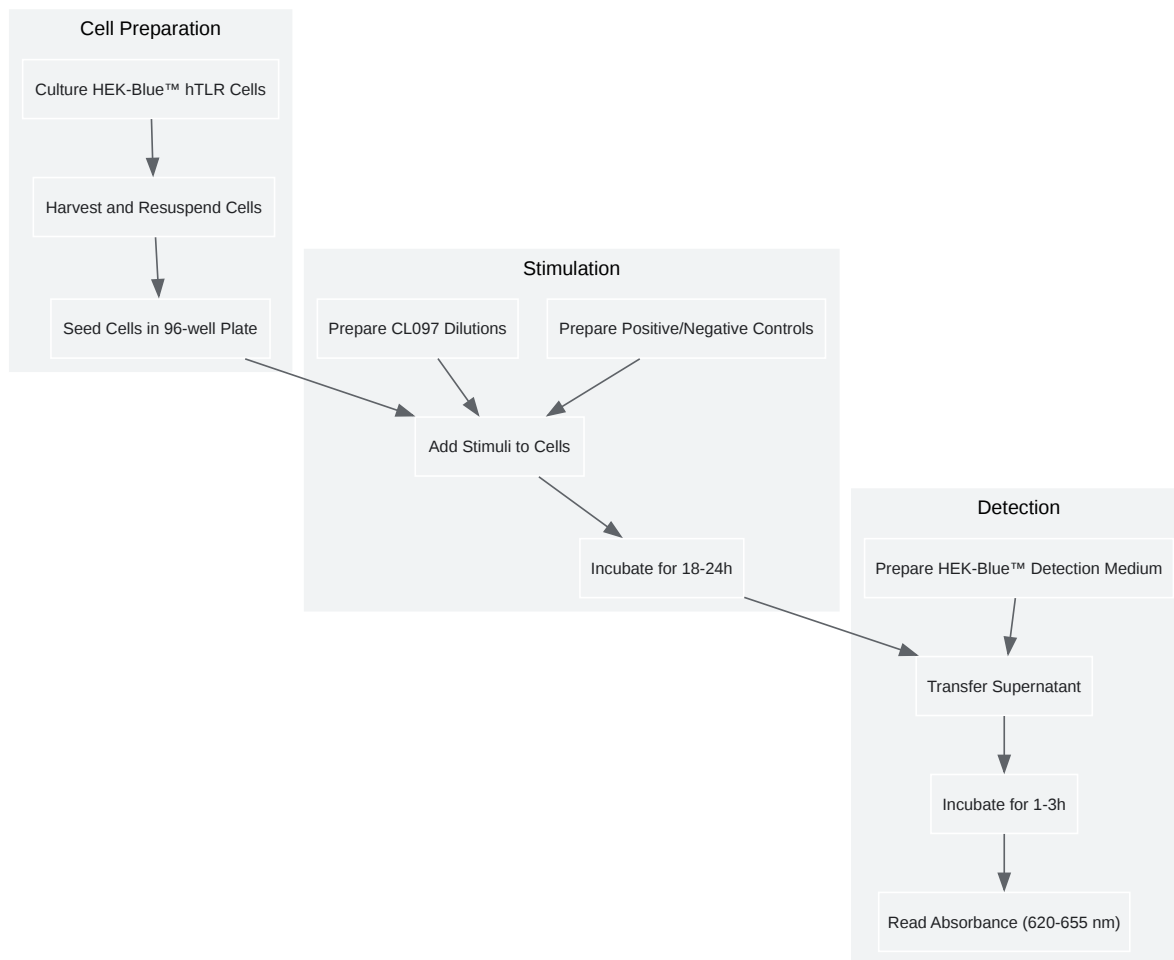 Cell Preparation
Culture HEK-Blue™ hTLR Cells
Harvest and Resuspend Cells
Seed Cells in 96-well Plate
Stimulation
Prepare CL097 Dilutions
Prepare Positive/Negative Controls
Add Stimuli to Cells
Incubate for 18-24h
Detection
Prepare HEK-Blue™ Detection Medium
Transfer Supernatant
Incubate for 1-3h
Read Absorbance (620-655 nm)